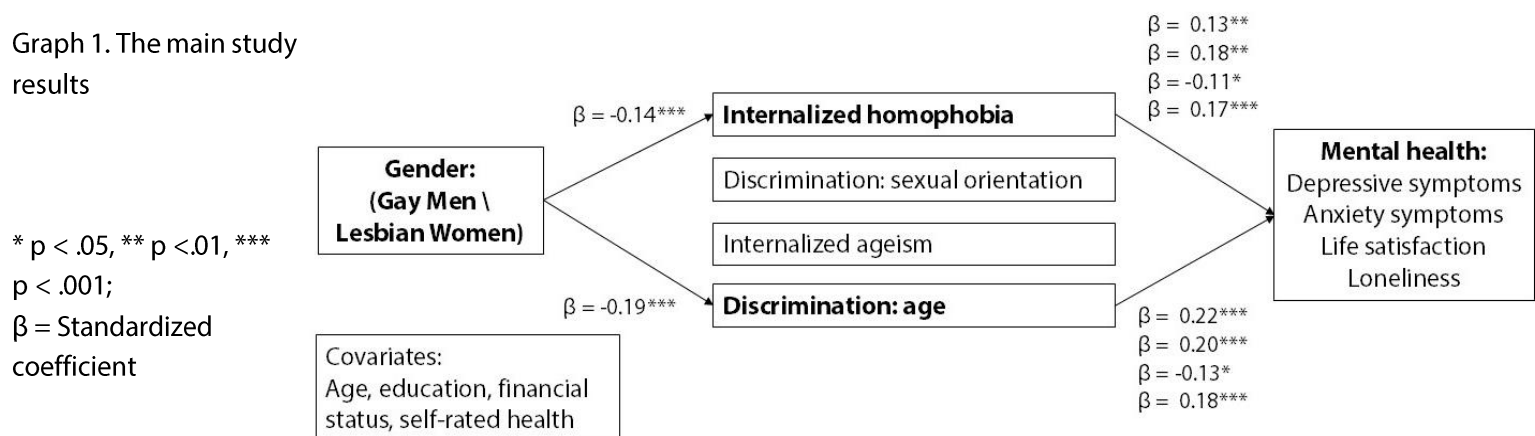 Graph 1. The main study
results
* p < .05, ** p <.01, ***
p < .001;
β = Standardized
coefficient
Gender:
(Gay Men \
Lesbian Women)
Covariates:
Age, education, financial
status, self-rated health
β = -0.14***
β = -0.19***
Internalized homophobia
Discrimination: sexual orientation
Internalized ageism
Discrimination: age
β = 0.13**
β = 0.18**
β = -0.11*
β = 0.17***
β = 0.22***
β = 0.20***
β = -0.13*
β = 0.18***
Mental health:
Depressive symptoms
Anxiety symptoms
Life satisfaction
Loneliness